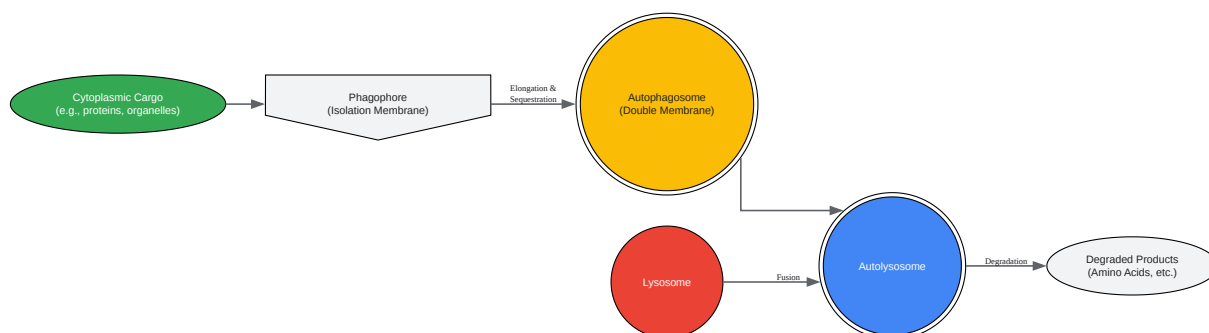 Cytoplasmic Cargo
(e.g., proteins, organelles)
Phagophore
(Isolation Membrane)
Elongation &
Sequestration
Autophagosome
(Double Membrane)
Lysosome
Fusion
Autolysosome
Degradation
Degraded Products
(Amino Acids, etc.)